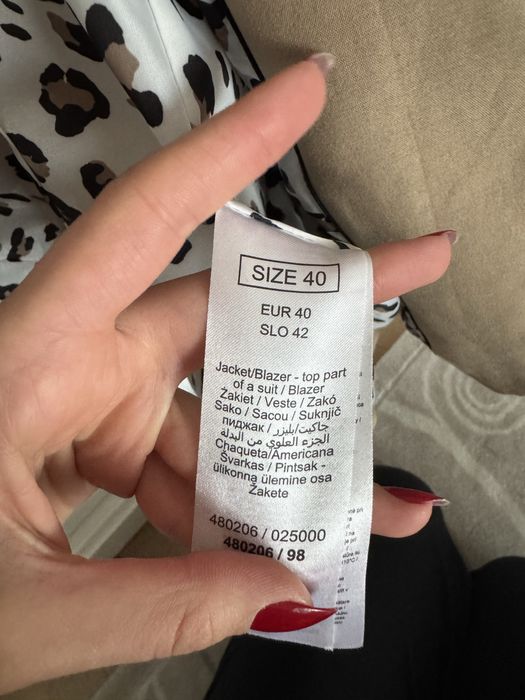 SIZE 40
EUR 40
SLO 42
Jacket/Blazer - top part
of a suit / Blazer
Żakiet / Veste / Zakó
Sako / Sacou / Suknjič
пиджак / جاكيت/بليزر
الجزء العلوي من البدلة
Chaqueta/Americana
Švarkas / Pintsak -
ülikonna ülemine osa
Žakete
480206 / 025000
480206 / 98